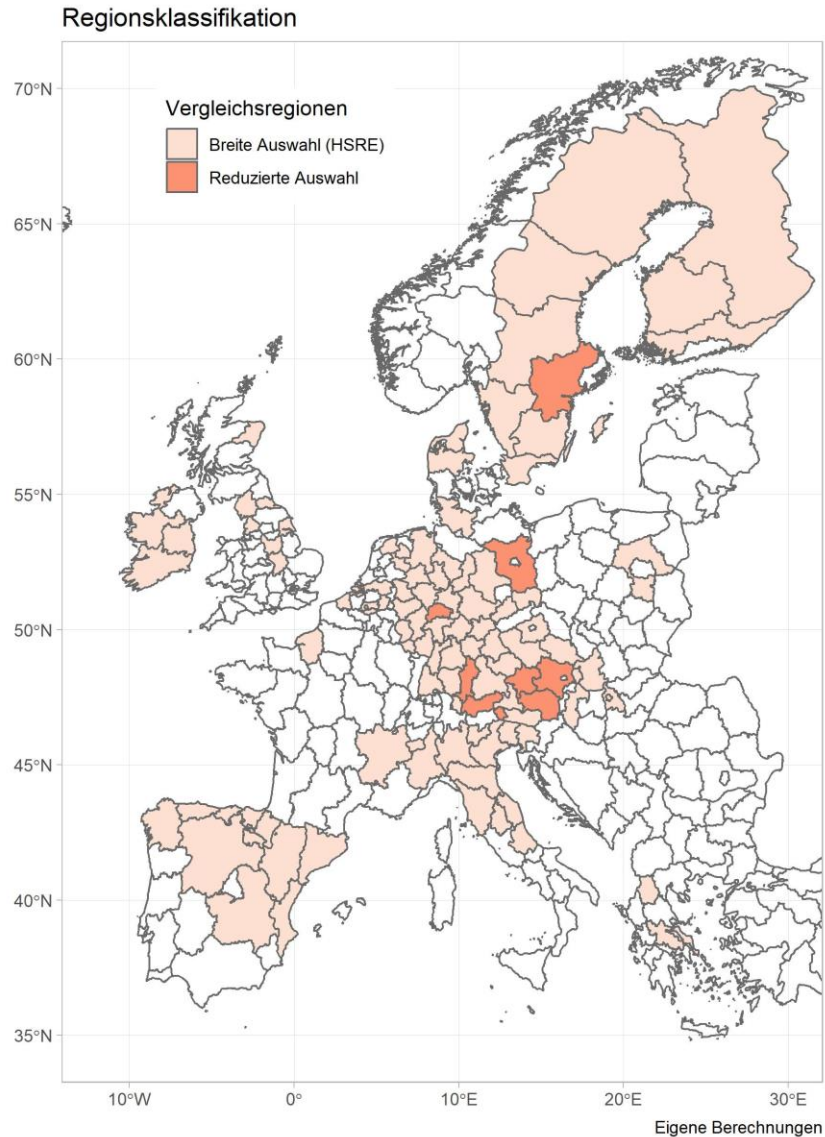 Regionsklassifikation
Vergleichsregionen
Breite Auswahl (HSRE)
Reduzierte Auswahl
70°N
65°N
60°N
55°N
50°N
45°N
40°N
35°N
10°W 0° 10°E 20°E 30°E
Eigene Berechnungen